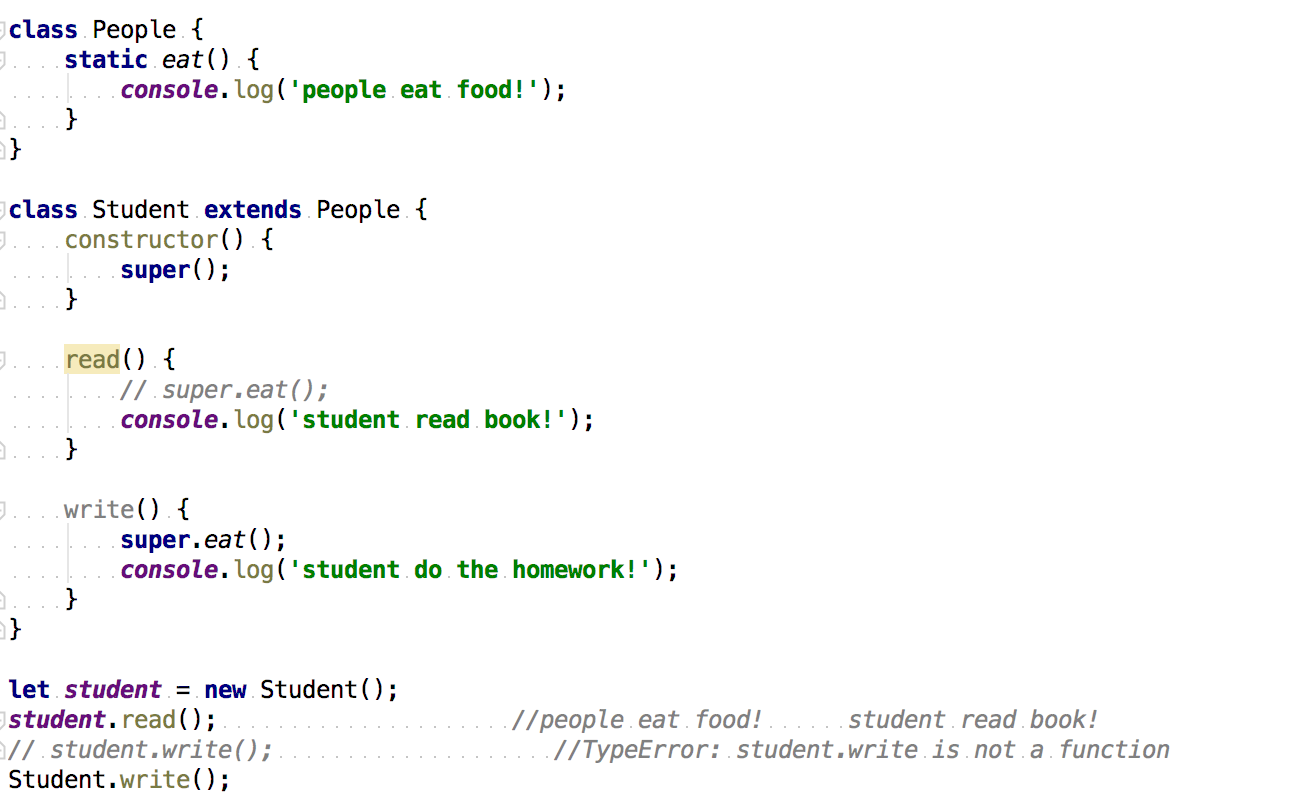 class People {
    static eat() {
        console.log('people eat food!');
    }
}

class Student extends People {
    constructor() {
        super();
    }

    read() {
        // super.eat();
        console.log('student read book!');
    }

    write() {
        super.eat();
        console.log('student do the homework!');
    }
}

let student = new Student();
student.read();                     //people eat food!      student read book!
// student.write();                    //TypeError: student.write is not a function
Student.write();